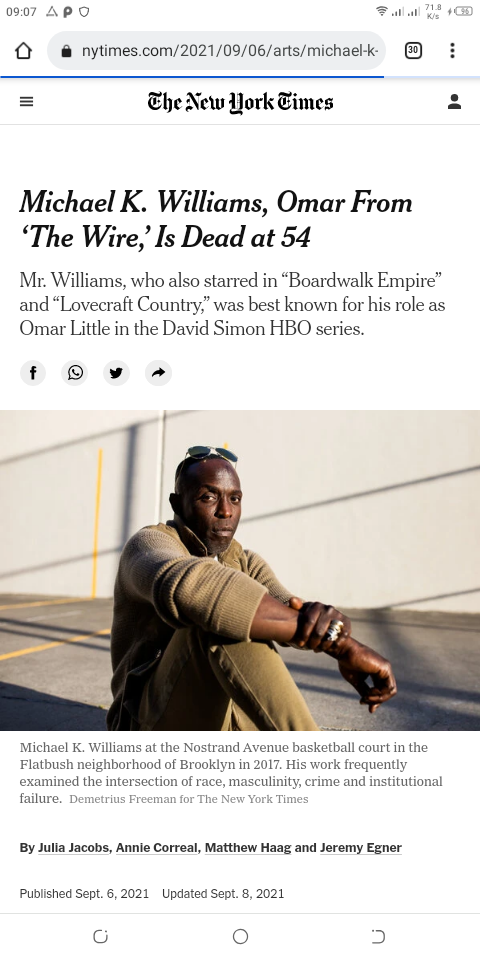 09:07
71.8
K/s
96
nytimes.com/2021/09/06/arts/michael-k-
30
The New York Times
Michael K. Williams, Omar From
‘The Wire,’ Is Dead at 54
Mr. Williams, who also starred in “Boardwalk Empire”
and “Lovecraft Country,” was best known for his role as
Omar Little in the David Simon HBO series.
Michael K. Williams at the Nostrand Avenue basketball court in the
Flatbush neighborhood of Brooklyn in 2017. His work frequently
examined the intersection of race, masculinity, crime and institutional
failure. Demetrius Freeman for The New York Times
By Julia Jacobs, Annie Correal, Matthew Haag and Jeremy Egner
Published Sept. 6, 2021 Updated Sept. 8, 2021